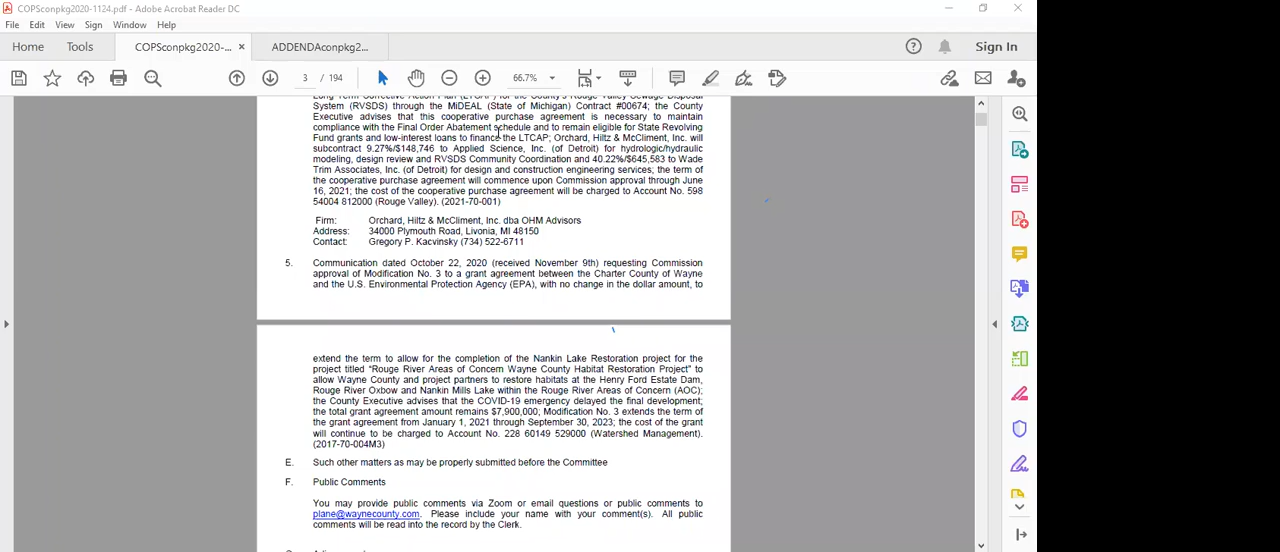 COPSconpkg2020-1124.pdf - Adobe Acrobat Reader DC
File Edit View Sign Window Help
Home Tools COPSconpkg2020-... × ADDENDAconpkg2... Sign In
3 / 194 66.7%
Long Term Corrective Action Plan (LTCAP) for the County's Rouge Valley Sewage Disposal
System (RVSDS) through the MiDEAL (State of Michigan) Contract #00674; the County
Executive advises that this cooperative purchase agreement is necessary to maintain
compliance with the Final Order Abatement schedule and to remain eligible for State Revolving
Fund grants and low-interest loans to finance the LTCAP; Orchard, Hiltz & McCliment, Inc. will
subcontract 9.27%/$148,746 to Applied Science, Inc. (of Detroit) for hydrologic/hydraulic
modeling, design review and RVSDS Community Coordination and 40.22%/$645,583 to Wade
Trim Associates, Inc. (of Detroit) for design and construction engineering services; the term of
the cooperative purchase agreement will commence upon Commission approval through June
16, 2021; the cost of the cooperative purchase agreement will be charged to Account No. 598
54004 812000 (Rouge Valley). (2021-70-001)
Firm: Orchard, Hiltz & McCliment, Inc. dba OHM Advisors
Address: 34000 Plymouth Road, Livonia, MI 48150
Contact: Gregory P. Kacvinsky (734) 522-6711
5. Communication dated October 22, 2020 (received November 9th) requesting Commission
approval of Modification No. 3 to a grant agreement between the Charter County of Wayne
and the U.S. Environmental Protection Agency (EPA), with no change in the dollar amount, to
extend the term to allow for the completion of the Nankin Lake Restoration project for the
project titled "Rouge River Areas of Concern Wayne County Habitat Restoration Project" to
allow Wayne County and project partners to restore habitats at the Henry Ford Estate Dam,
Rouge River Oxbow and Nankin Mills Lake within the Rouge River Areas of Concern (AOC);
the County Executive advises that the COVID-19 emergency delayed the final development;
the total grant agreement amount remains $7,900,000; Modification No. 3 extends the term of
the grant agreement from January 1, 2021 through September 30, 2023; the cost of the grant
will continue to be charged to Account No. 228 60149 529000 (Watershed Management).
(2017-70-004M3)
E. Such other matters as may be properly submitted before the Committee
F. Public Comments
You may provide public comments via Zoom or email questions or public comments to
plane@waynecounty.com. Please include your name with your comment(s). All public
comments will be read into the record by the Clerk.